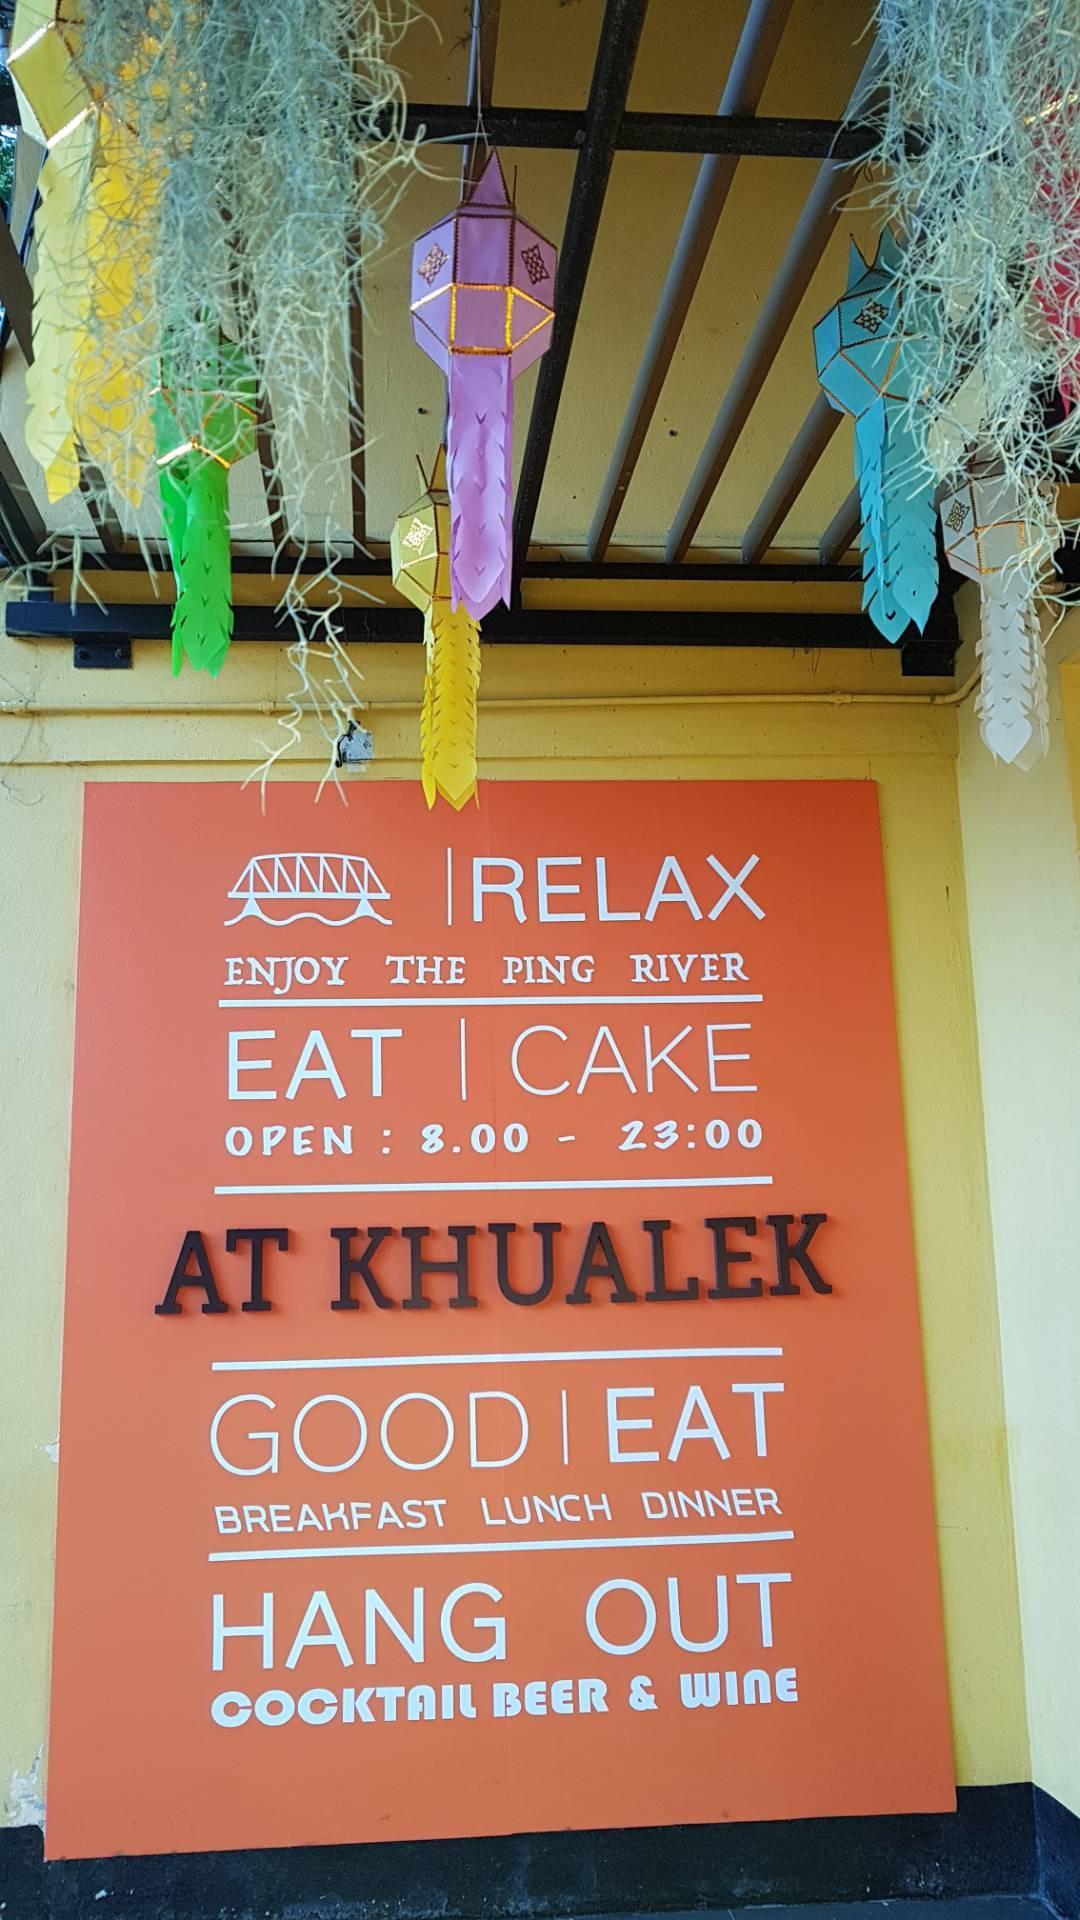 RELAX
ENJOY THE PING RIVER
EAT | CAKE
OPEN : 8.00 - 23:00
AT KHUALEK
GOOD | EAT
BREAKFAST LUNCH DINNER
HANG OUT
COCKTAIL BEER & WINE